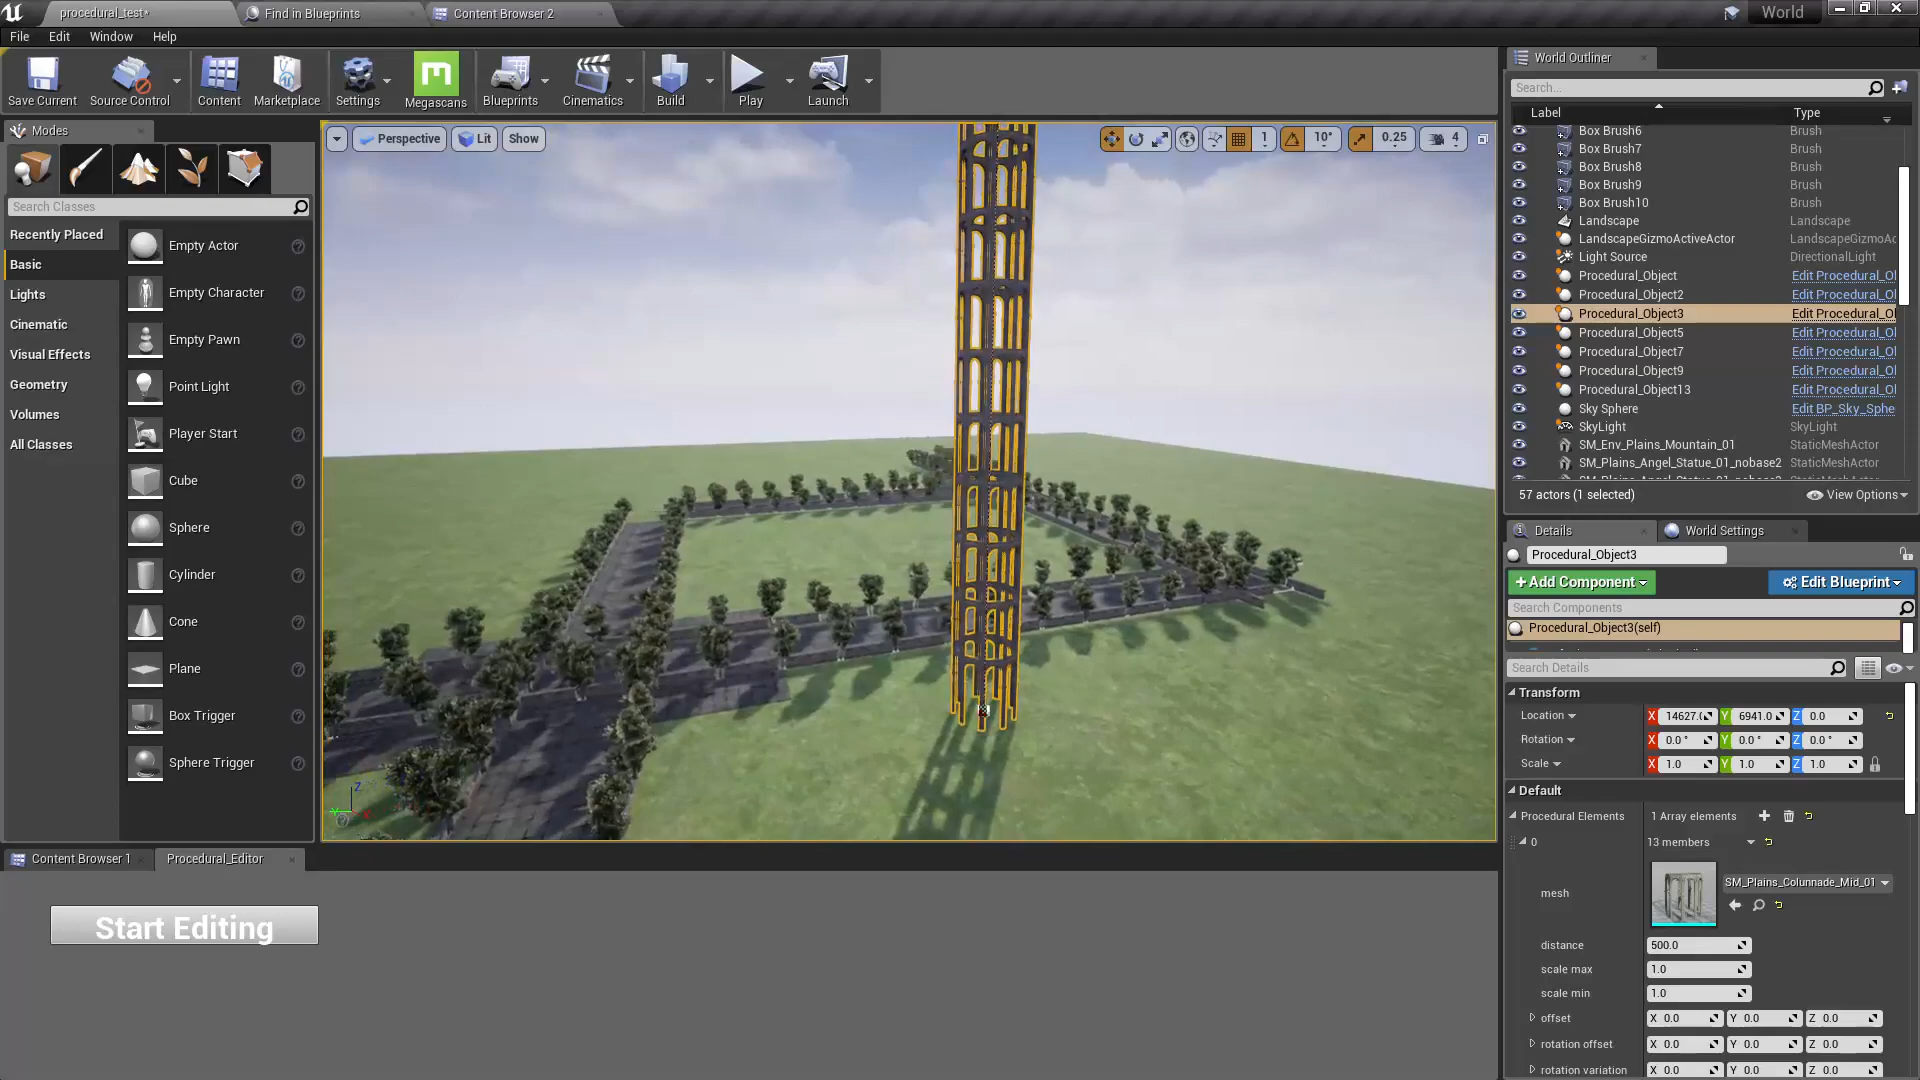 procedural_test*
Find in Blueprints
Content Browser 2
World
File
Edit
Window
Help
Save Current
Source Control
Content
Marketplace
Settings
Megascans
Blueprints
Cinematics
Build
Play
Launch
Modes
Search Classes
Recently Placed
Basic
Lights
Cinematic
Visual Effects
Geometry
Volumes
All Classes
Empty Actor
Empty Character
Empty Pawn
Point Light
Player Start
Cube
Sphere
Cylinder
Cone
Plane
Box Trigger
Sphere Trigger
Perspective
Lit
Show
1
10°
0.25
4
World Outliner
Search...
Label
Type
Box Brush6 Brush
Box Brush7 Brush
Box Brush8 Brush
Box Brush9 Brush
Box Brush10 Brush
Landscape Landscape
LandscapeGizmoActiveActor LandscapeGizmoAc
Light Source DirectionalLight
Procedural_Object Edit Procedural_Ol
Procedural_Object2 Edit Procedural_Ol
Procedural_Object3 Edit Procedural_Ol
Procedural_Object5 Edit Procedural_Ol
Procedural_Object7 Edit Procedural_Ol
Procedural_Object9 Edit Procedural_Ol
Procedural_Object13 Edit Procedural_Ol
Sky Sphere Edit BP_Sky_Sphe
SkyLight SkyLight
SM_Env_Plains_Mountain_01 StaticMeshActor
SM_Plains_Angel_Statue_01_nobase2 StaticMeshActor
57 actors (1 selected)
View Options
Details
World Settings
Procedural_Object3
+Add Component
Edit Blueprint
Search Components
Procedural_Object3(self)
Search Details
Transform
Location X 14627.( Y 6941.0 Z 0.0
Rotation X 0.0° Y 0.0° Z 0.0°
Scale X 1.0 Y 1.0 Z 1.0
Default
Procedural Elements 1 Array elements
0 13 members
mesh SM_Plains_Colunnade_Mid_01
distance 500.0
scale max 1.0
scale min 1.0
offset X 0.0 Y 0.0 Z 0.0
rotation offset X 0.0 Y 0.0 Z 0.0
rotation variation X 0.0 Y 0.0 Z 0.0
Content Browser 1
Procedural_Editor
Start Editing